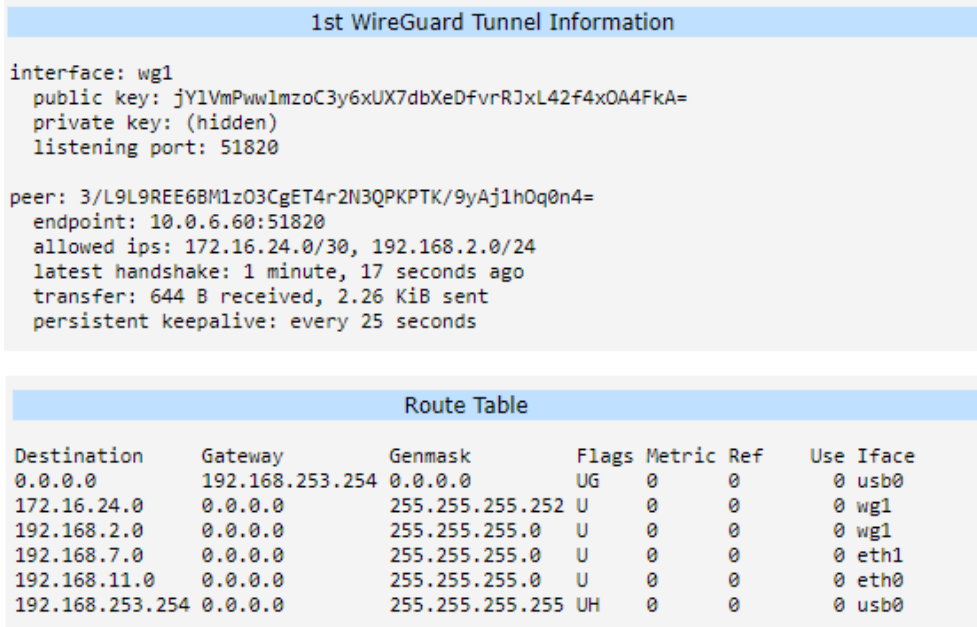 1st WireGuard Tunnel Information
interface: wg1
public key: jYlVmPwwlmzoC3y6xUX7dbXeDfvrRJxL42f4xOA4FkA=
private key: (hidden)
listening port: 51820
peer: 3/L9L9REE6BM1zO3CgET4r2N3QPKPTK/9yAj1hOq0n4=
endpoint: 10.0.6.60:51820
allowed ips: 172.16.24.0/30, 192.168.2.0/24
latest handshake: 1 minute, 17 seconds ago
transfer: 644 B received, 2.26 KiB sent
persistent keepalive: every 25 seconds
Route Table
Destination Gateway Genmask Flags Metric Ref Use Iface
0.0.0.0 192.168.253.254 0.0.0.0 UG 0 0 0 usb0
172.16.24.0 0.0.0.0 255.255.255.252 U 0 0 0 wg1
192.168.2.0 0.0.0.0 255.255.255.0 U 0 0 0 wg1
192.168.7.0 0.0.0.0 255.255.255.0 U 0 0 0 eth1
192.168.11.0 0.0.0.0 255.255.255.0 U 0 0 0 eth0
192.168.253.254 0.0.0.0 255.255.255.255 UH 0 0 0 usb0